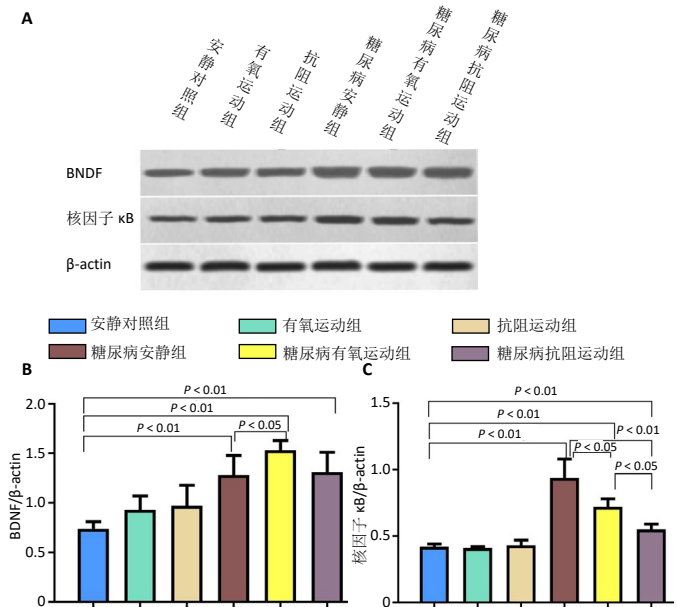 A
安静对照组
有氧运动组
抗阻运动组
糖尿病安静组
糖尿病有氧运动组
糖尿病抗阻运动组
BNDF
核因子 κB
β-actin
安静对照组
有氧运动组
抗阻运动组
糖尿病安静组
糖尿病有氧运动组
糖尿病抗阻运动组
B
P < 0.01
P < 0.01
P < 0.01
P < 0.05
2.0
1.5
1.0
0.5
0
BDNF/β-actin
C
P < 0.01
P < 0.01
P < 0.01
P < 0.01
P < 0.05
P < 0.05
1.5
1.0
0.5
0
核因子 κB/β-actin